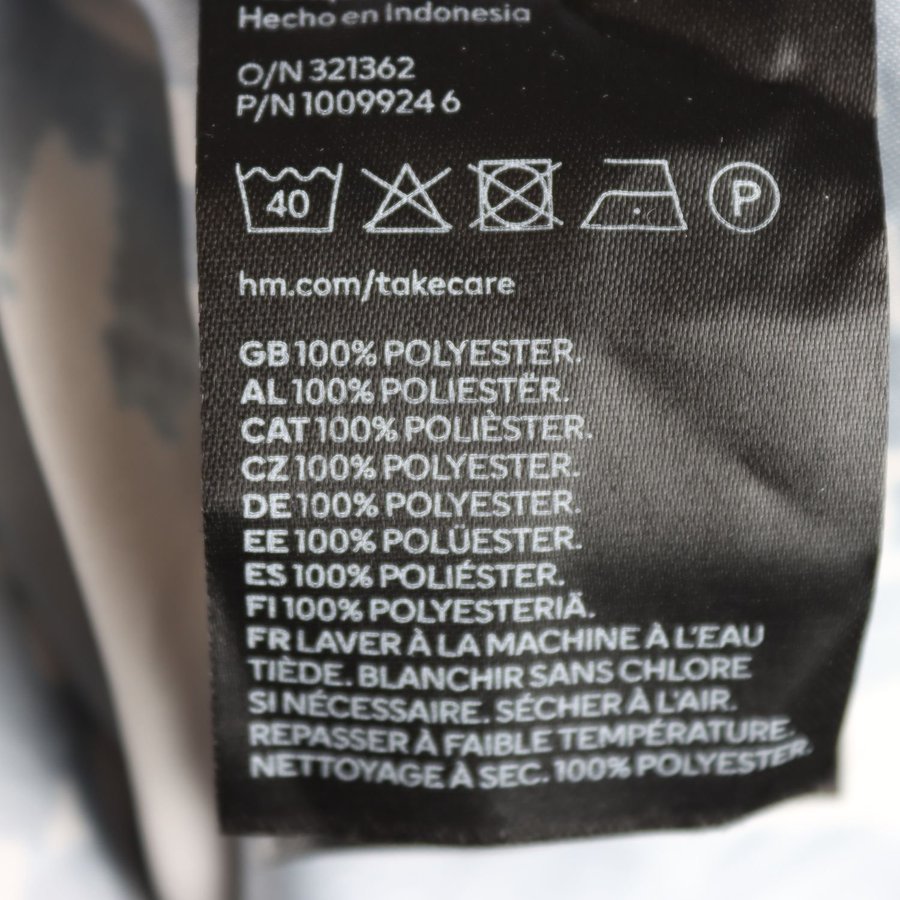 Hecho en Indonesia
O/N 321362
P/N 1009924 6
40
P
hm.com/takecare
GB 100% POLYESTER.
AL 100% POLIESTËR.
CAT 100% POLIÈSTER.
CZ 100% POLYESTER.
DE 100% POLYESTER.
EE 100% POLÜESTER.
ES 100% POLIÉSTER.
FI 100% POLYESTERIÄ.
FR LAVER À LA MACHINE À L'EAU
TIÈDE. BLANCHIR SANS CHLORE
SI NÉCESSAIRE. SÉCHER À L'AIR.
REPASSER À FAIBLE TEMPÉRATURE.
NETTOYAGE À SEC. 100% POLYESTER.